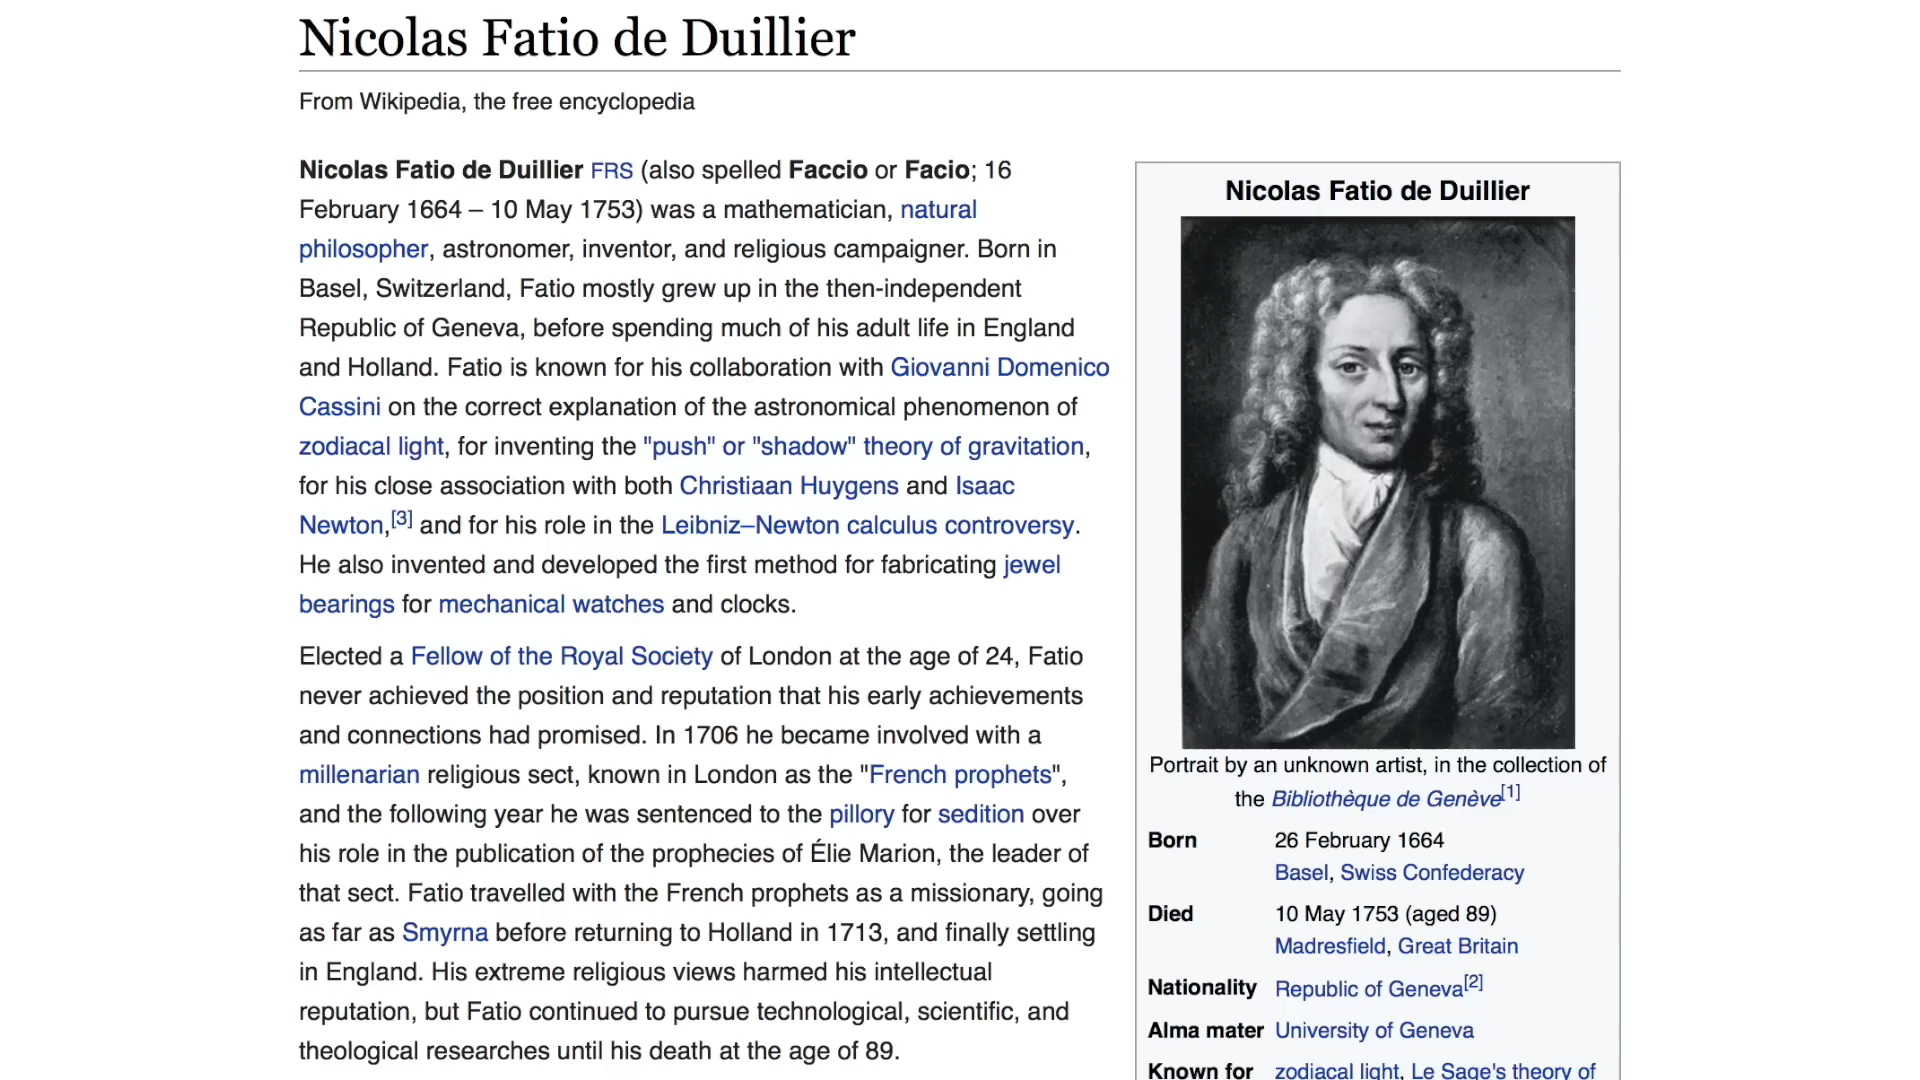 Nicolas Fatio de Duillier
From Wikipedia, the free encyclopedia
Nicolas Fatio de Duillier FRS (also spelled Faccio or Facio; 16
February 1664 – 10 May 1753) was a mathematician, natural
philosopher, astronomer, inventor, and religious campaigner. Born in
Basel, Switzerland, Fatio mostly grew up in the then-independent
Republic of Geneva, before spending much of his adult life in England
and Holland. Fatio is known for his collaboration with Giovanni Domenico
Cassini on the correct explanation of the astronomical phenomenon of
zodiacal light, for inventing the "push" or "shadow" theory of gravitation,
for his close association with both Christiaan Huygens and Isaac
Newton,[3] and for his role in the Leibniz–Newton calculus controversy.
He also invented and developed the first method for fabricating jewel
bearings for mechanical watches and clocks.
Elected a Fellow of the Royal Society of London at the age of 24, Fatio
never achieved the position and reputation that his early achievements
and connections had promised. In 1706 he became involved with a
millenarian religious sect, known in London as the "French prophets",
and the following year he was sentenced to the pillory for sedition over
his role in the publication of the prophecies of Élie Marion, the leader of
that sect. Fatio travelled with the French prophets as a missionary, going
as far as Smyrna before returning to Holland in 1713, and finally settling
in England. His extreme religious views harmed his intellectual
reputation, but Fatio continued to pursue technological, scientific, and
theological researches until his death at the age of 89.
Nicolas Fatio de Duillier
Portrait by an unknown artist, in the collection of
the Bibliothèque de Genève[1]
Born 26 February 1664
Basel, Swiss Confederacy
Died 10 May 1753 (aged 89)
Madresfield, Great Britain
Nationality Republic of Geneva[2]
Alma mater University of Geneva
Known for zodiacal light, Le Sage's theory of